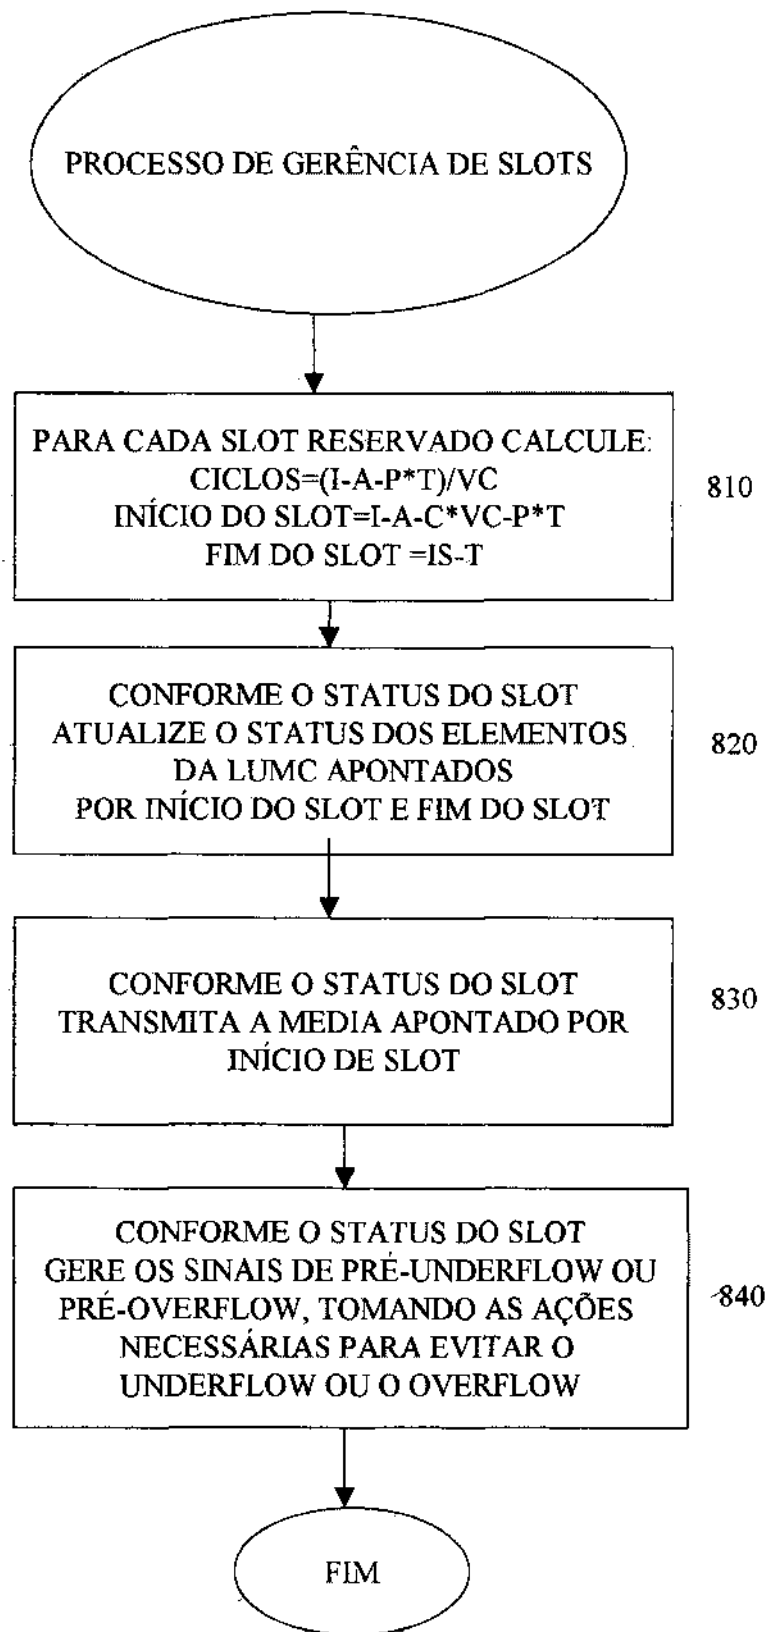 PROCESSO DE GERÊNCIA DE SLOTS
PARA CADA SLOT RESERVADO CALCULE:
CICLOS=(I-A-P*T)/VC
INÍCIO DO SLOT=I-A-C*VC-P*T
FIM DO SLOT =IS-T
810
CONFORME O STATUS DO SLOT
ATUALIZE O STATUS DOS ELEMENTOS
DA LUMC APONTADOS
POR INÍCIO DO SLOT E FIM DO SLOT
820
CONFORME O STATUS DO SLOT
TRANSMITA A MEDIA APONTADO POR
INÍCIO DE SLOT
830
CONFORME O STATUS DO SLOT
GERE OS SINAIS DE PRÉ-UNDERFLOW OU
PRÉ-OVERFLOW, TOMANDO AS AÇÕES
NECESSÁRIAS PARA EVITAR O
UNDERFLOW OU O OVERFLOW
840
FIM